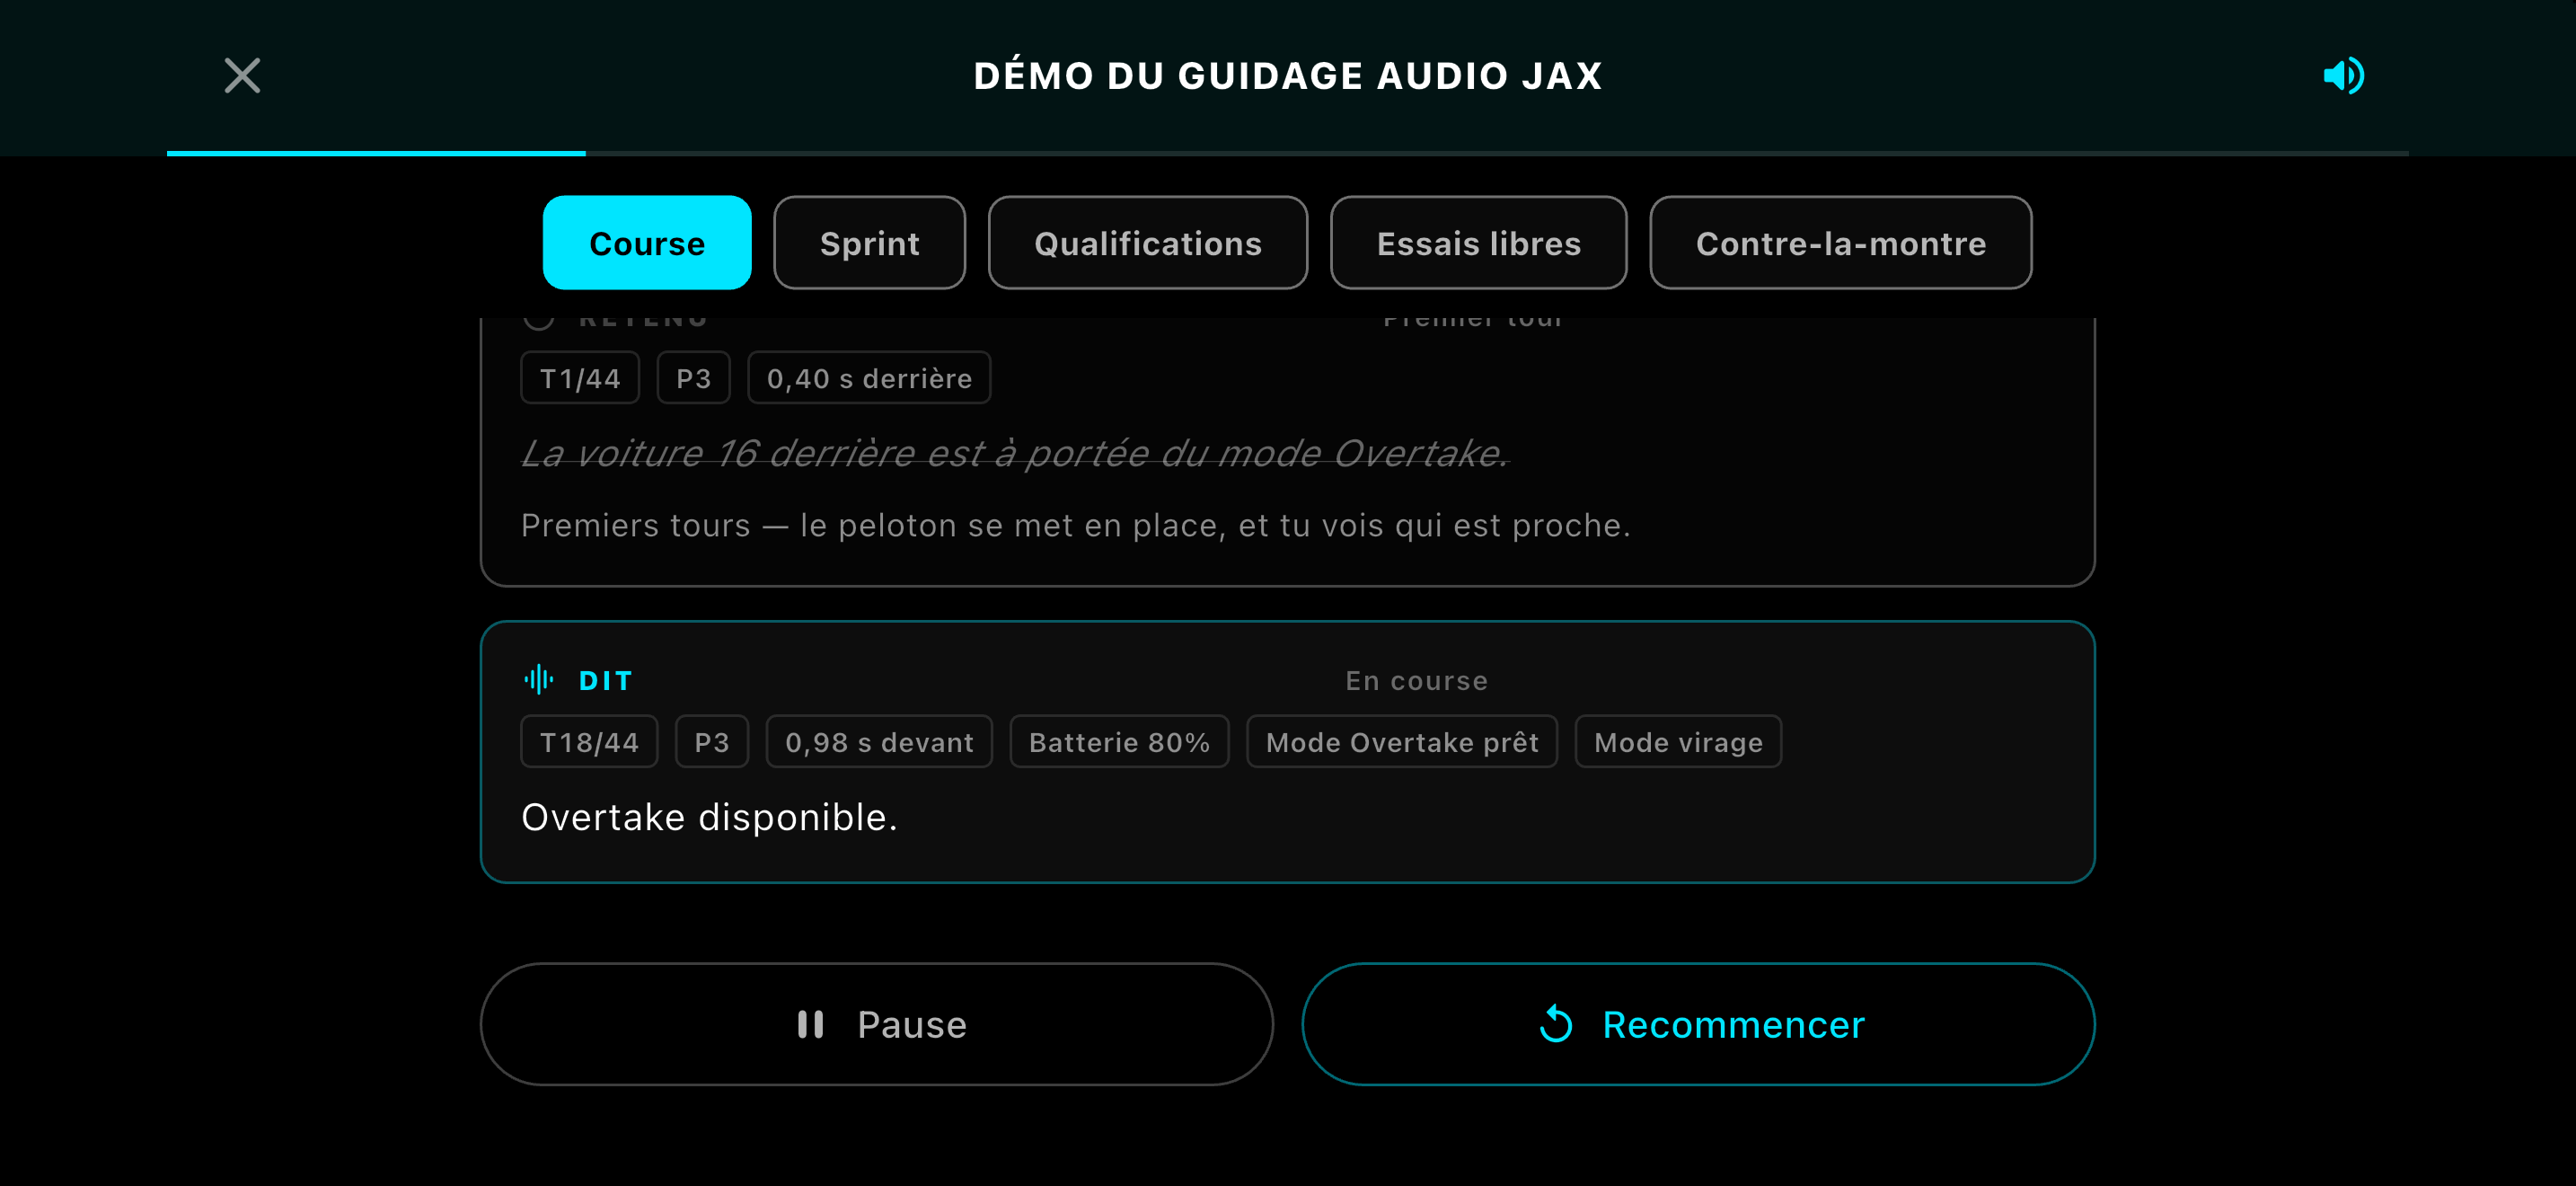 DÉMO DU GUIDAGE AUDIO JAX
Course Sprint Qualifications Essais libres Contre-la-montre
RETENU Premier tour
T1/44 P3 0,40 s derrière
La voiture 16 derrière est à portée du mode Overtake.
Premiers tours — le peloton se met en place, et tu vois qui est proche.
DIT En course
T18/44 P3 0,98 s devant Batterie 80% Mode Overtake prêt Mode virage
Overtake disponible.
Pause Recommencer